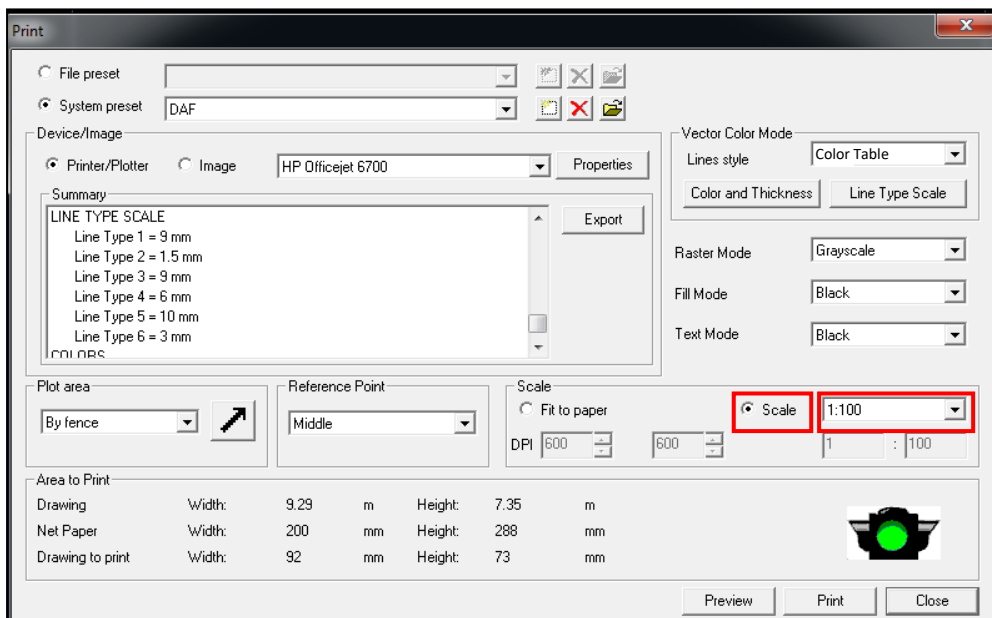 Print
File preset
System preset DAF
Device/Image
Printer/Plotter Image HP Officejet 6700 Properties
Summary
LINE TYPE SCALE
Line Type 1 = 9 mm
Line Type 2 = 1.5 mm
Line Type 3 = 9 mm
Line Type 4 = 6 mm
Line Type 5 = 10 mm
Line Type 6 = 3 mm
COLORS
Export
Vector Color Mode
Lines style Color Table
Color and Thickness Line Type Scale
Raster Mode Grayscale
Fill Mode Black
Text Mode Black
Plot area
By fence
Reference Point
Middle
Scale
Fit to paper Scale 1:100
DPI 600 600 1 : 100
Area to Print
Drawing Width: 9.29 m Height: 7.35 m
Net Paper Width: 200 mm Height: 288 mm
Drawing to print Width: 92 mm Height: 73 mm
Preview Print Close